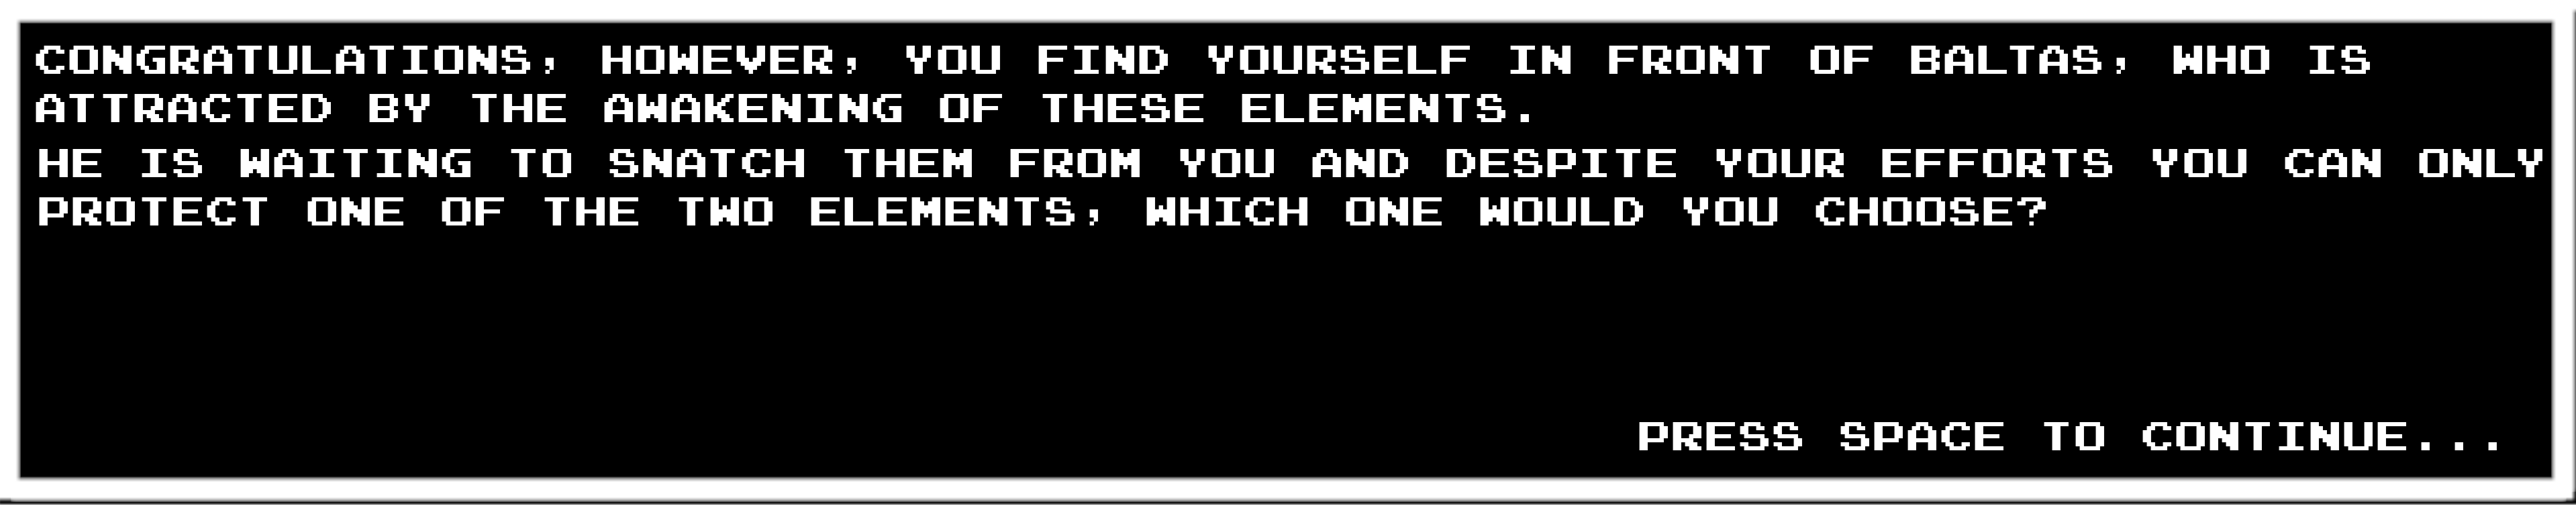 CONGRATULATIONS, HOWEVER, YOU FIND YOURSELF IN FRONT OF BALTAS, WHO IS
ATTRACTED BY THE AWAKENING OF THESE ELEMENTS.
HE IS WAITING TO SNATCH THEM FROM YOU AND DESPITE YOUR EFFORTS YOU CAN ONLY
PROTECT ONE OF THE TWO ELEMENTS, WHICH ONE WOULD YOU CHOOSE?
PRESS SPACE TO CONTINUE...